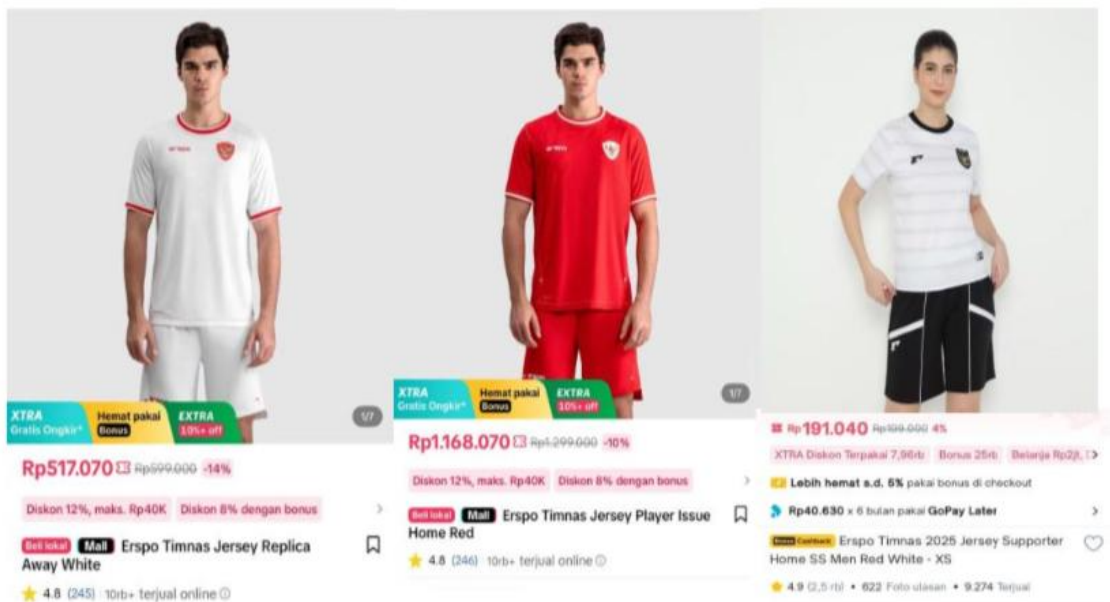 XTRA
Gratis Ongkir*
Hemat pakai
Bonus
EXTRA
10%+ off
1/7
Rp517.070 Rp599.000 -14%
Diskon 12%, maks. Rp40K Diskon 8% dengan bonus
Beli lokal Mall Erspo Timnas Jersey Replica
Away White
4.8 (245) 10rb+ terjual online
XTRA
Gratis Ongkir*
Hemat pakai
Bonus
EXTRA
10%+ off
1/7
Rp1.168.070 Rp1.299.000 -10%
Diskon 12%, maks. Rp40K Diskon 8% dengan bonus
Beli lokal Mall Erspo Timnas Jersey Player Issue
Home Red
4.8 (246) 10rb+ terjual online
Rp191.040 Rp199.000 4%
XTRA Diskon Terpakai 7,96rb Bonus 25rb Belanja Rp2jt,
Lebih hemat s.d. 5% pakai bonus di checkout
Rp40.630 x 6 bulan pakai GoPay Later
Bonus Cashback Erspo Timnas 2025 Jersey Supporter
Home SS Men Red White - XS
4.9 (2,5 rb) • 622 Foto ulasan • 9.274 Terjual